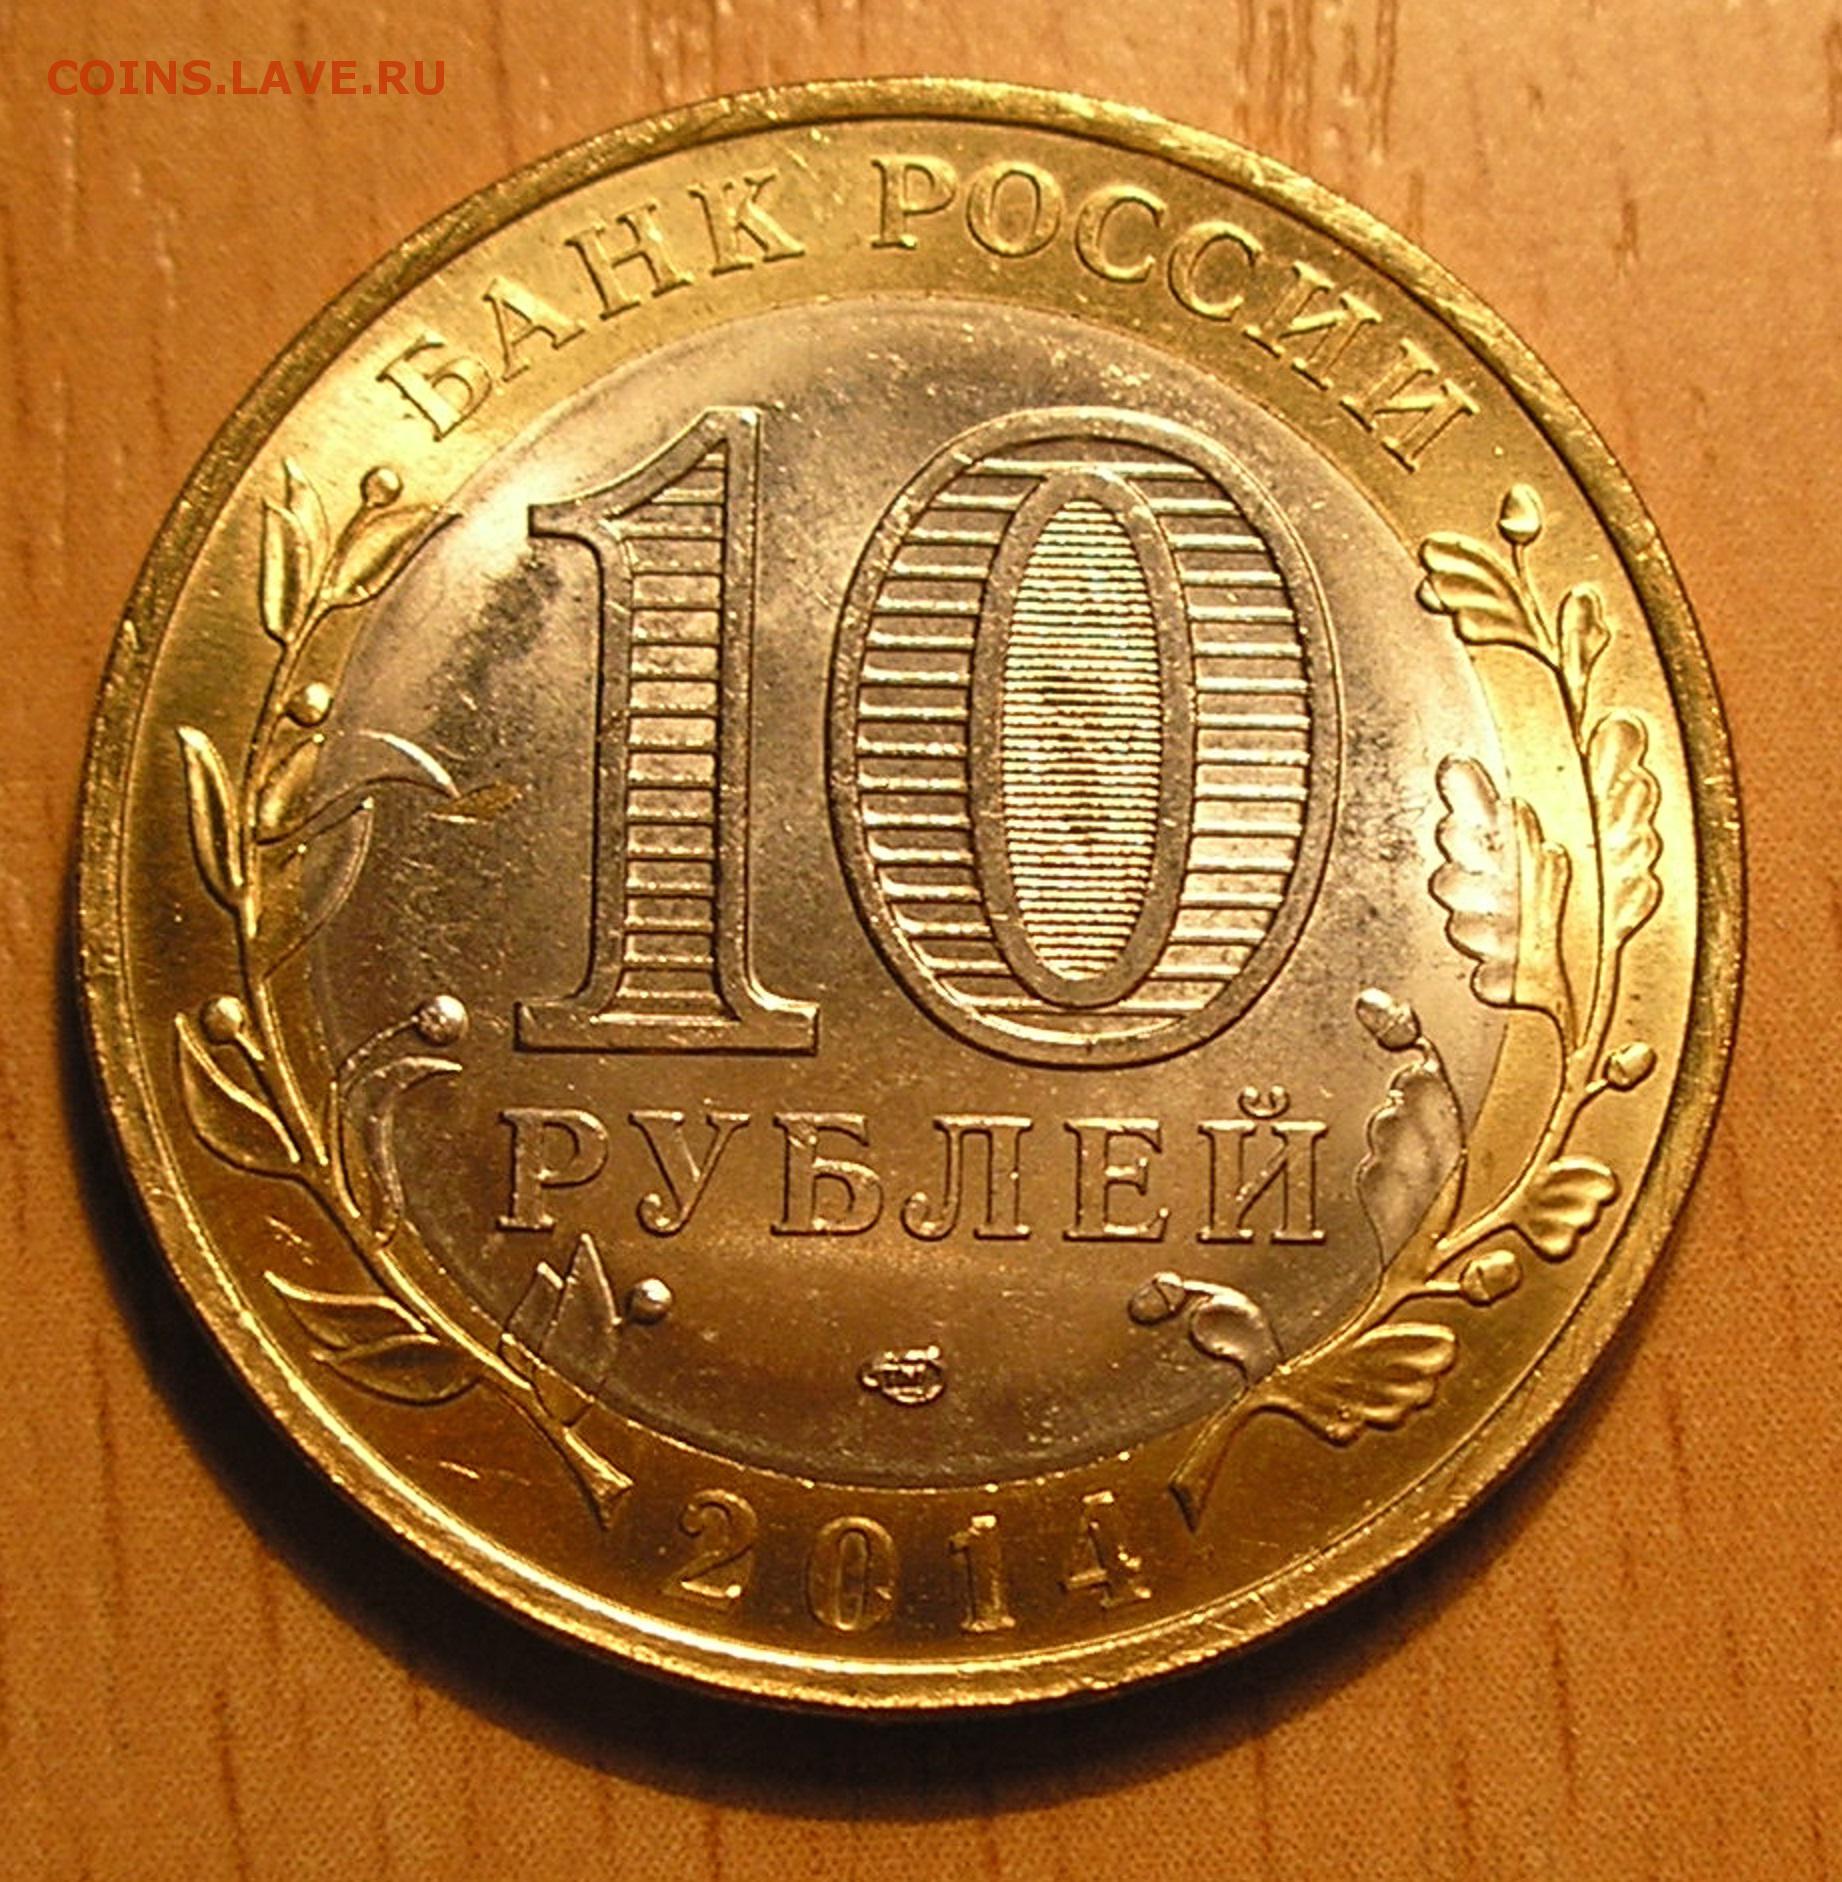 COINS.LAVE.RU
БАНК РОССИИ
10
РУБЛЕЙ
2014